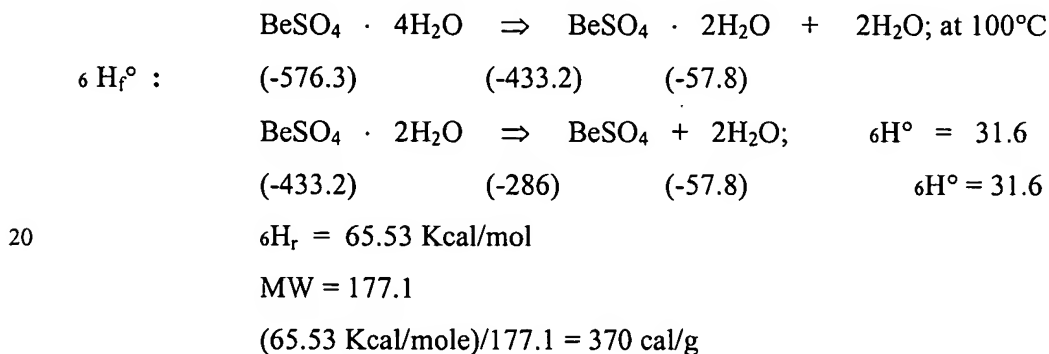 BeSO₄ · 4H₂O ⇒ BeSO₄ · 2H₂O + 2H₂O; at 100°C
₆ H_f° : (-576.3) (-433.2) (-57.8)
BeSO₄ · 2H₂O ⇒ BeSO₄ + 2H₂O; ₆H° = 31.6
(-433.2) (-286) (-57.8) ₆H° = 31.6
20 ₆Hᵣ = 65.53 Kcal/mol
MW = 177.1
(65.53 Kcal/mole)/177.1 = 370 cal/g